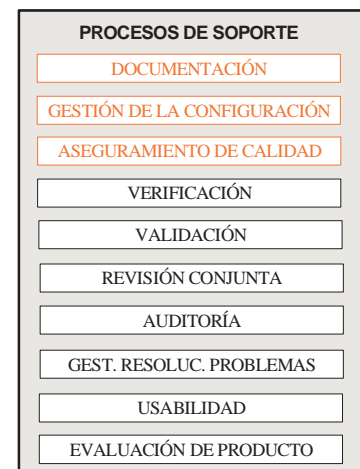 PROCESOS DE SOPORTE
DOCUMENTACIÓN
GESTIÓN DE LA CONFIGURACIÓN
ASEGURAMIENTO DE CALIDAD
VERIFICACIÓN
VALIDACIÓN
REVISIÓN CONJUNTA
AUDITORÍA
GEST. RESOLUC. PROBLEMAS
USABILIDAD
EVALUACIÓN DE PRODUCTO